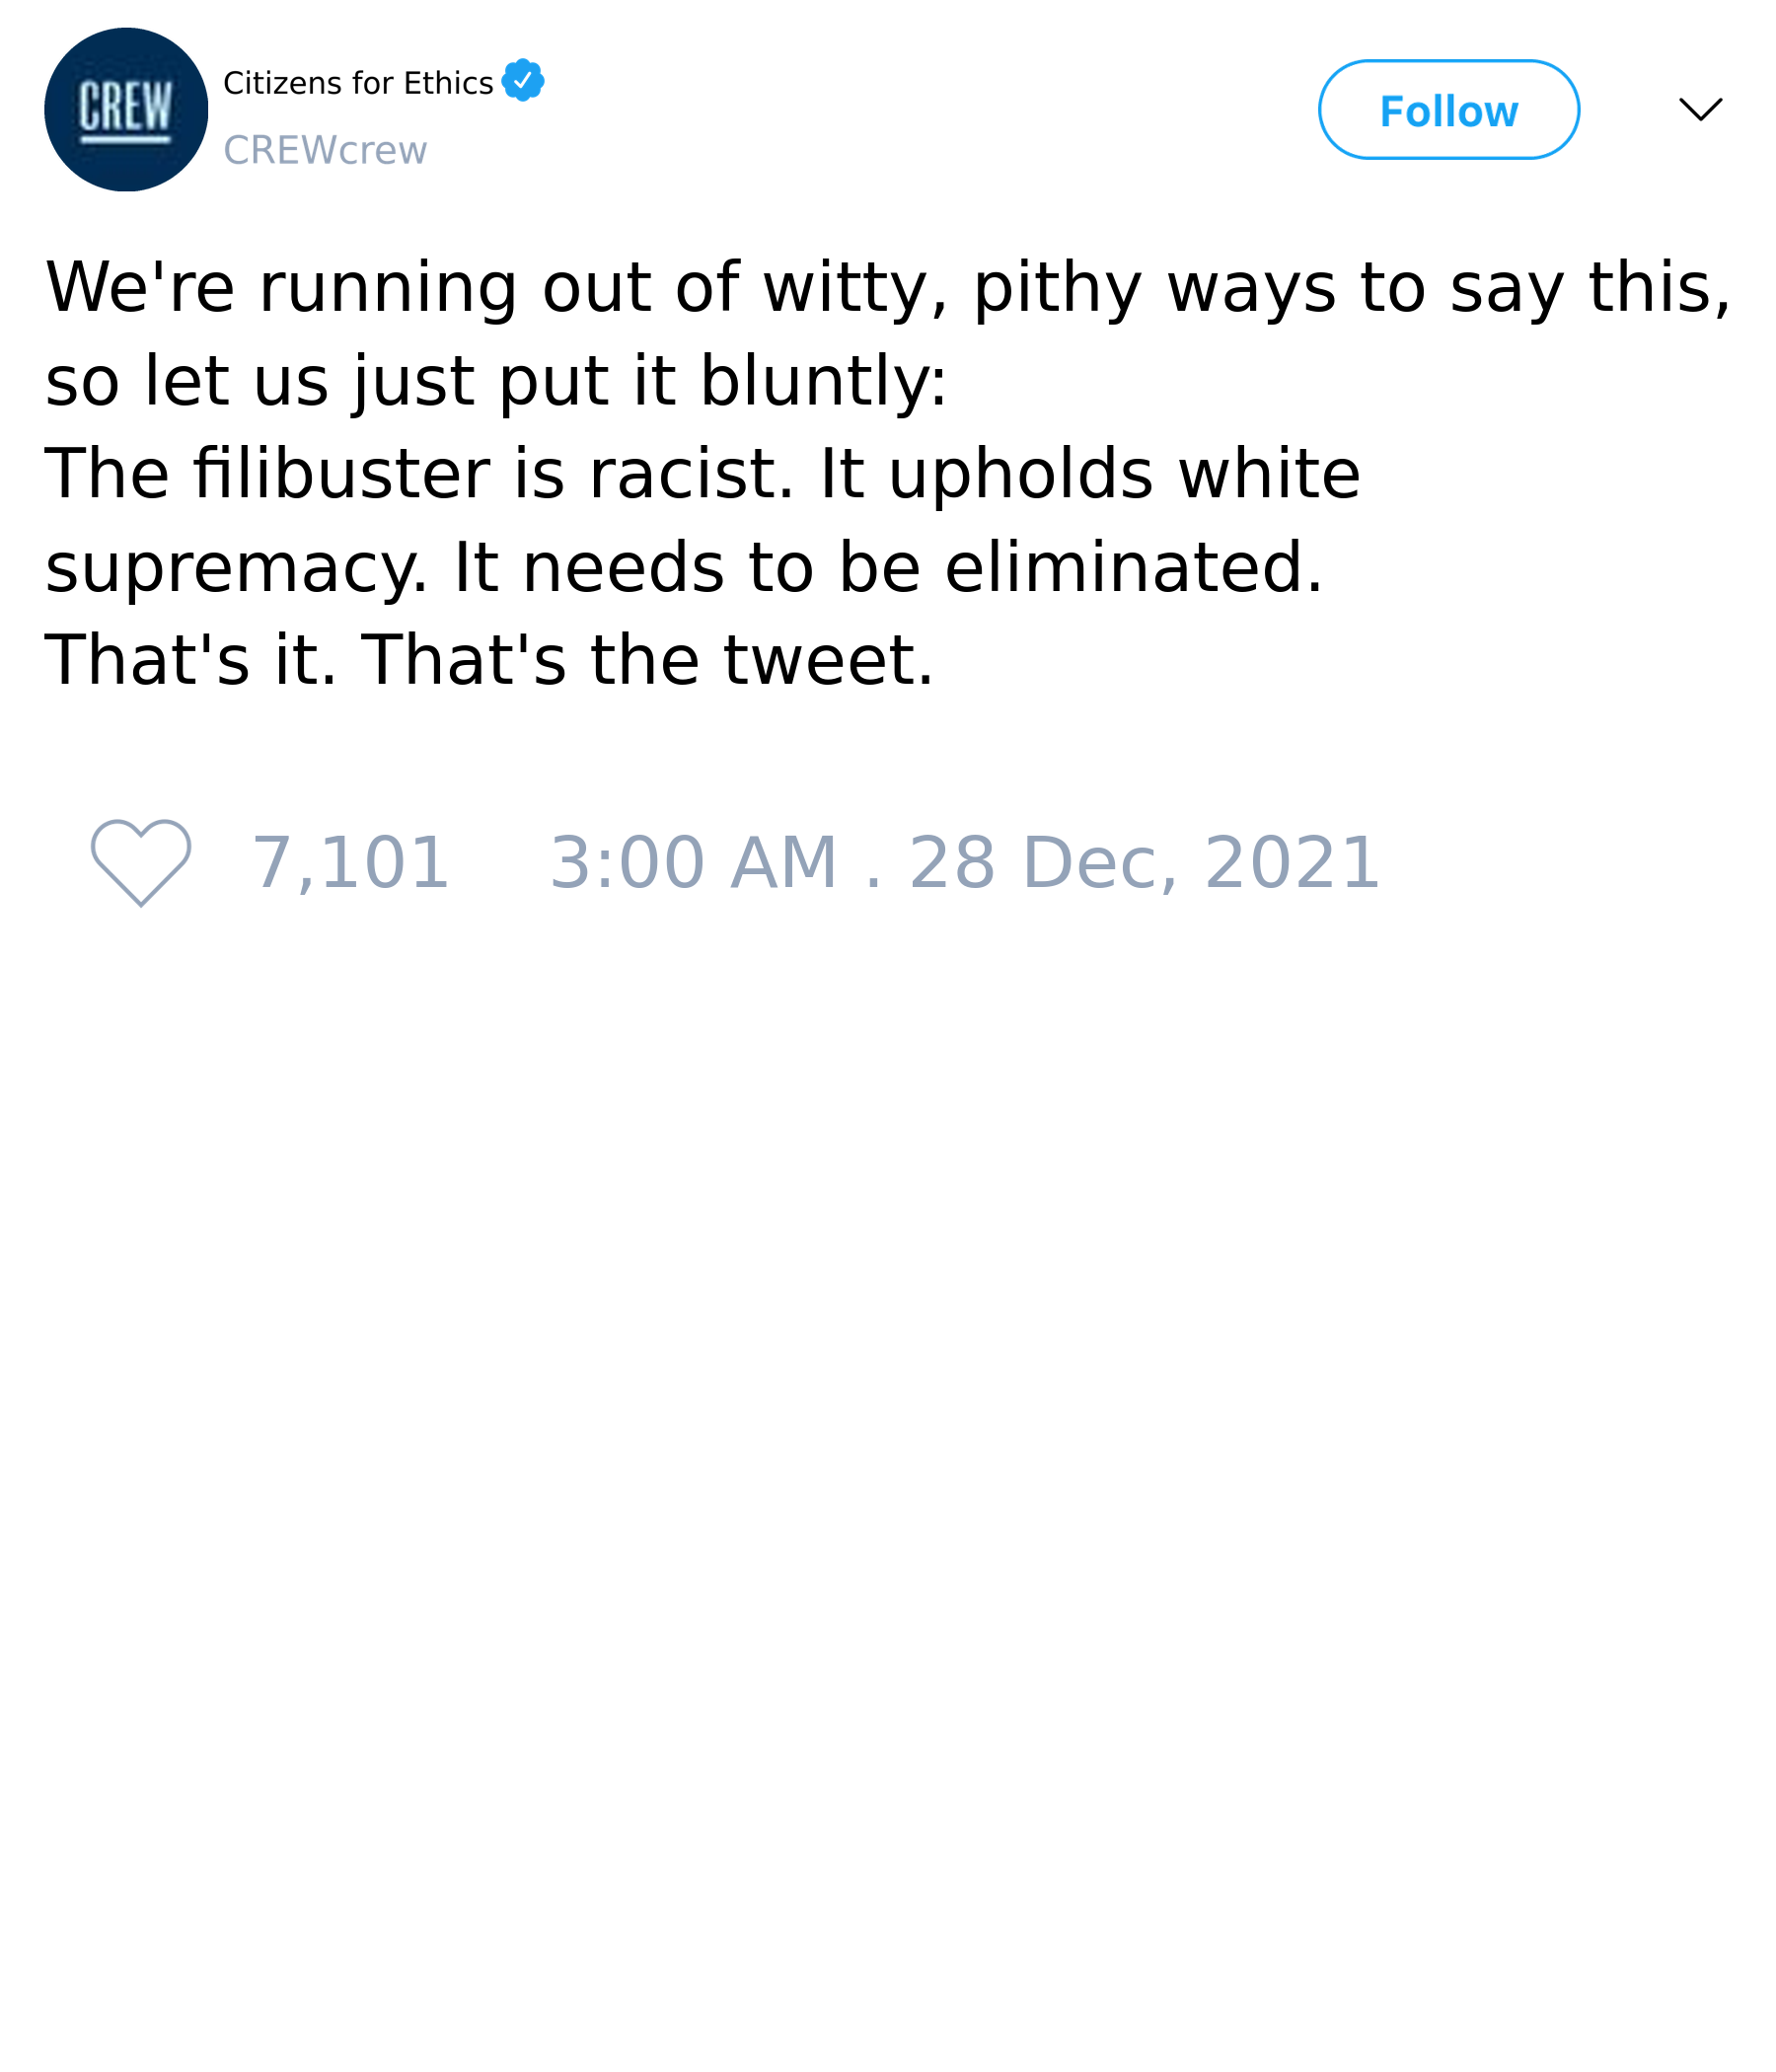 CREW
Citizens for Ethics
CREWcrew
Follow
We're running out of witty, pithy ways to say this,
so let us just put it bluntly:
The filibuster is racist. It upholds white
supremacy. It needs to be eliminated.
That's it. That's the tweet.
7,101 3:00 AM . 28 Dec, 2021